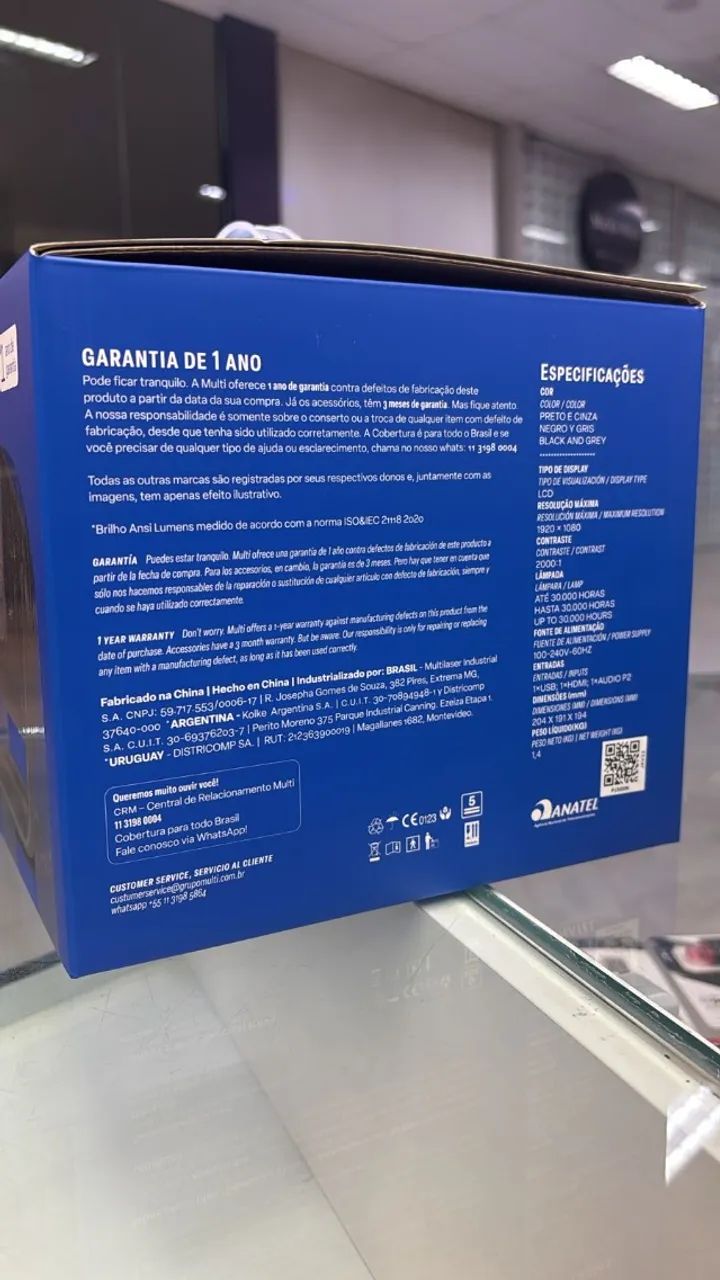 GARANTIA DE 1 ANO
Pode ficar tranquilo. A Multi oferece 1 ano de garantia contra defeitos de fabricação deste
produto a partir da data da sua compra. Já os acessórios, têm 3 meses de garantia. Mas fique atento.
A nossa responsabilidade é somente sobre o conserto ou a troca de qualquer item com defeito de
fabricação, desde que tenha sido utilizado corretamente. A Cobertura é para todo o Brasil e se
você precisar de qualquer tipo de ajuda ou esclarecimento, chama no nosso whats: 11 3198 0004
Todas as outras marcas são registradas por seus respectivos donos e, juntamente com as
imagens, tem apenas efeito ilustrativo.
*Brilho Ansi Lumens medido de acordo com a norma ISO&IEC 21118 2020
GARANTÍA Puedes estar tranquilo. Multi ofrece una garantía de 1 año contra defectos de fabricación de este producto a
partir de la fecha de compra. Para los accesorios, en cambio, la garantía es de 3 meses. Pero hay que tener en cuenta que
sólo nos hacemos responsables de la reparación o sustitución de cualquier artículo con defecto de fabricación, siempre y
cuando se haya utilizado correctamente.
1 YEAR WARRANTY Don't worry. Multi offers a 1-year warranty against manufacturing defects on this product from the
date of purchase. Accessories have a 3 month warranty. But be aware. Our responsibility is only for repairing or replacing
any item with a manufacturing defect, as long as it has been used correctly.
Fabricado na China | Hecho en China | Industrializado por: BRASIL - Multilaser Industrial
S.A. CNPJ: 59.717.553/0006-17 | R. Josepha Gomes de Souza, 382 Pires, Extrema MG,
37640-000 *ARGENTINA - Kolke Argentina S.A. | C.U.I.T. 30-70894948-1 y Districomp
S.A. C.U.I.T. 30-69376203-7 | Perito Moreno 375 Parque Industrial Canning. Ezeiza Etapa 1.
*URUGUAY - DISTRICOMP SA. | RUT: 212363900019 | Magallanes 1682, Montevideo.
Queremos muito ouvir você!
CRM – Central de Relacionamento Multi
11 3198 0004
Cobertura para todo Brasil
Fale conosco via WhatsApp!
CUSTOMER SERVICE, SERVICIO AL CLIENTE
custumerservice@grupomulti.com.br
whatsapp +55 11 3198 5864
CE 0123
5
ESPECIFICAÇÕES
COR
COLOR / COLOR
PRETO E CINZA
NEGRO Y GRIS
BLACK AND GREY
TIPO DE DISPLAY
TIPO DE VISUALIZACIÓN / DISPLAY TYPE
LCD
RESOLUÇÃO MÁXIMA
RESOLUCIÓN MÁXIMA / MAXIMUM RESOLUTION
1920 x 1080
CONTRASTE
CONTRASTE / CONTRAST
2000:1
LÂMPADA
LÁMPARA / LAMP
ATÉ 30.000 HORAS
HASTA 30.000 HORAS
UP TO 30.000 HOURS
FONTE DE ALIMENTAÇÃO
FUENTE DE ALIMENTACIÓN / POWER SUPPLY
100-240V-60HZ
ENTRADAS
ENTRADAS / INPUTS
1*USB; 1*HDMI; 1*AUDIO P2
DIMENSÕES (mm)
DIMENSIONES (MM) / DIMENSIONS (MM)
204 X 191 X 194
PESO LÍQUIDO(KG)
PESO NETO (KG) | NET WEIGHT (KG)
1,4
ANATEL
Agência Nacional de Telecomunicações
1 ano de
garantia